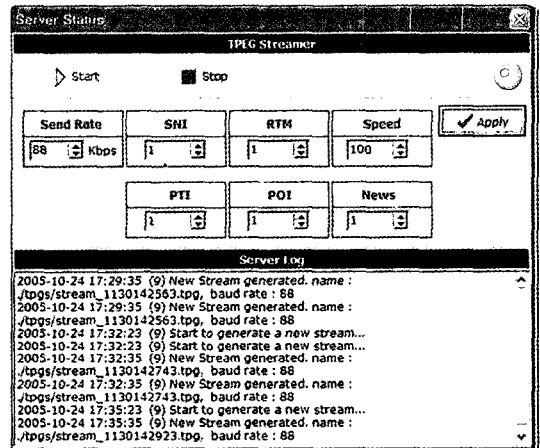 Server Status
TPEG Streamer
Start Stop
Send Rate SNI RTM Speed Apply
88 Kbps 1 1 100
PTI POI News
1 1 1
Server Log
2005-10-24 17:29:35 (9) New Stream generated. name :
./tpgs/stream_1130142563.tpg, baud rate : 88
2005-10-24 17:29:35 (9) New Stream generated. name :
./tpgs/stream_1130142563.tpg, baud rate : 88
2005-10-24 17:32:23 (9) Start to generate a new stream...
2005-10-24 17:32:23 (9) Start to generate a new stream...
2005-10-24 17:32:35 (9) New Stream generated. name :
./tpgs/stream_1130142743.tpg, baud rate : 88
2005-10-24 17:32:35 (9) New Stream generated. name :
./tpgs/stream_1130142743.tpg, baud rate : 88
2005-10-24 17:35:23 (9) Start to generate a new stream...
2005-10-24 17:35:35 (9) New Stream generated. name :
./tpgs/stream_1130142923.tpg, baud rate : 88